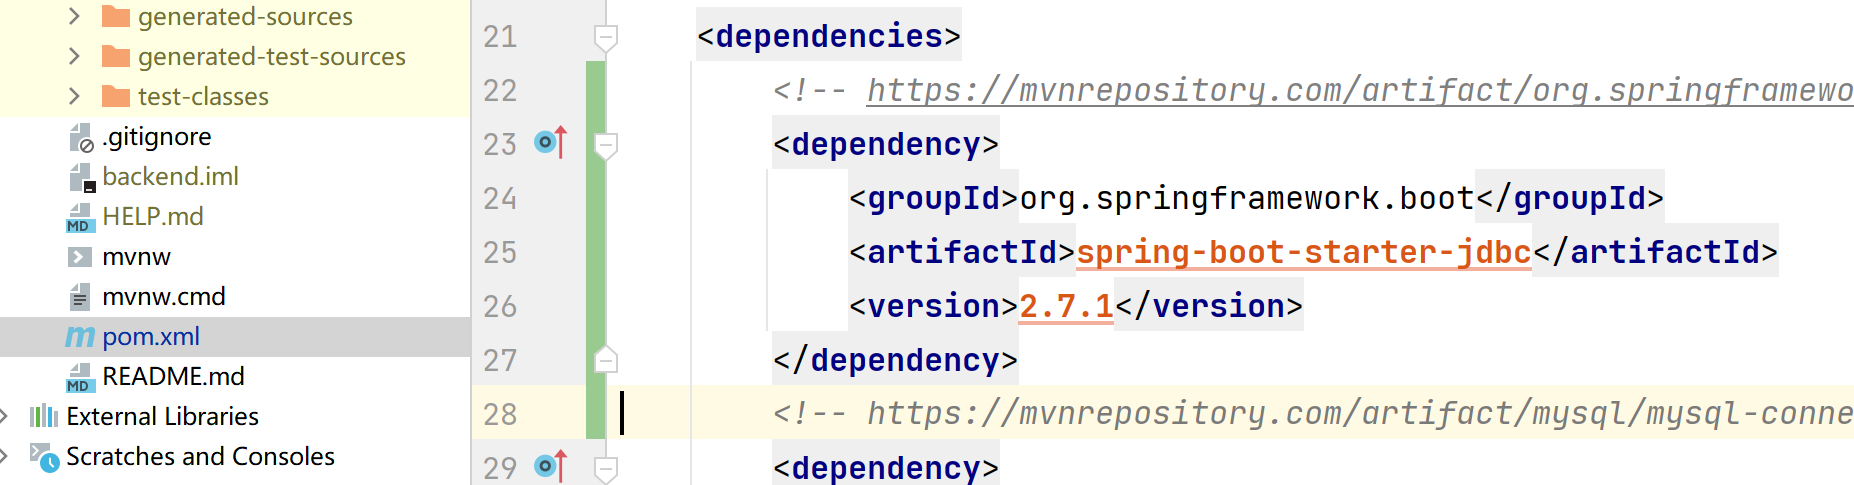 generated-sources
generated-test-sources
test-classes
.gitignore
backend.iml
MD HELP.md
mvnw
mvnw.cmd
m pom.xml
MD README.md
External Libraries
Scratches and Consoles
21 <dependencies>
22 <!-- https://mvnrepository.com/artifact/org.springframewo
23 <dependency>
24 <groupId>org.springframework.boot</groupId>
25 <artifactId>spring-boot-starter-jdbc</artifactId>
26 <version>2.7.1</version>
27 </dependency>
28 <!-- https://mvnrepository.com/artifact/mysql/mysql-conne
29 <dependency>